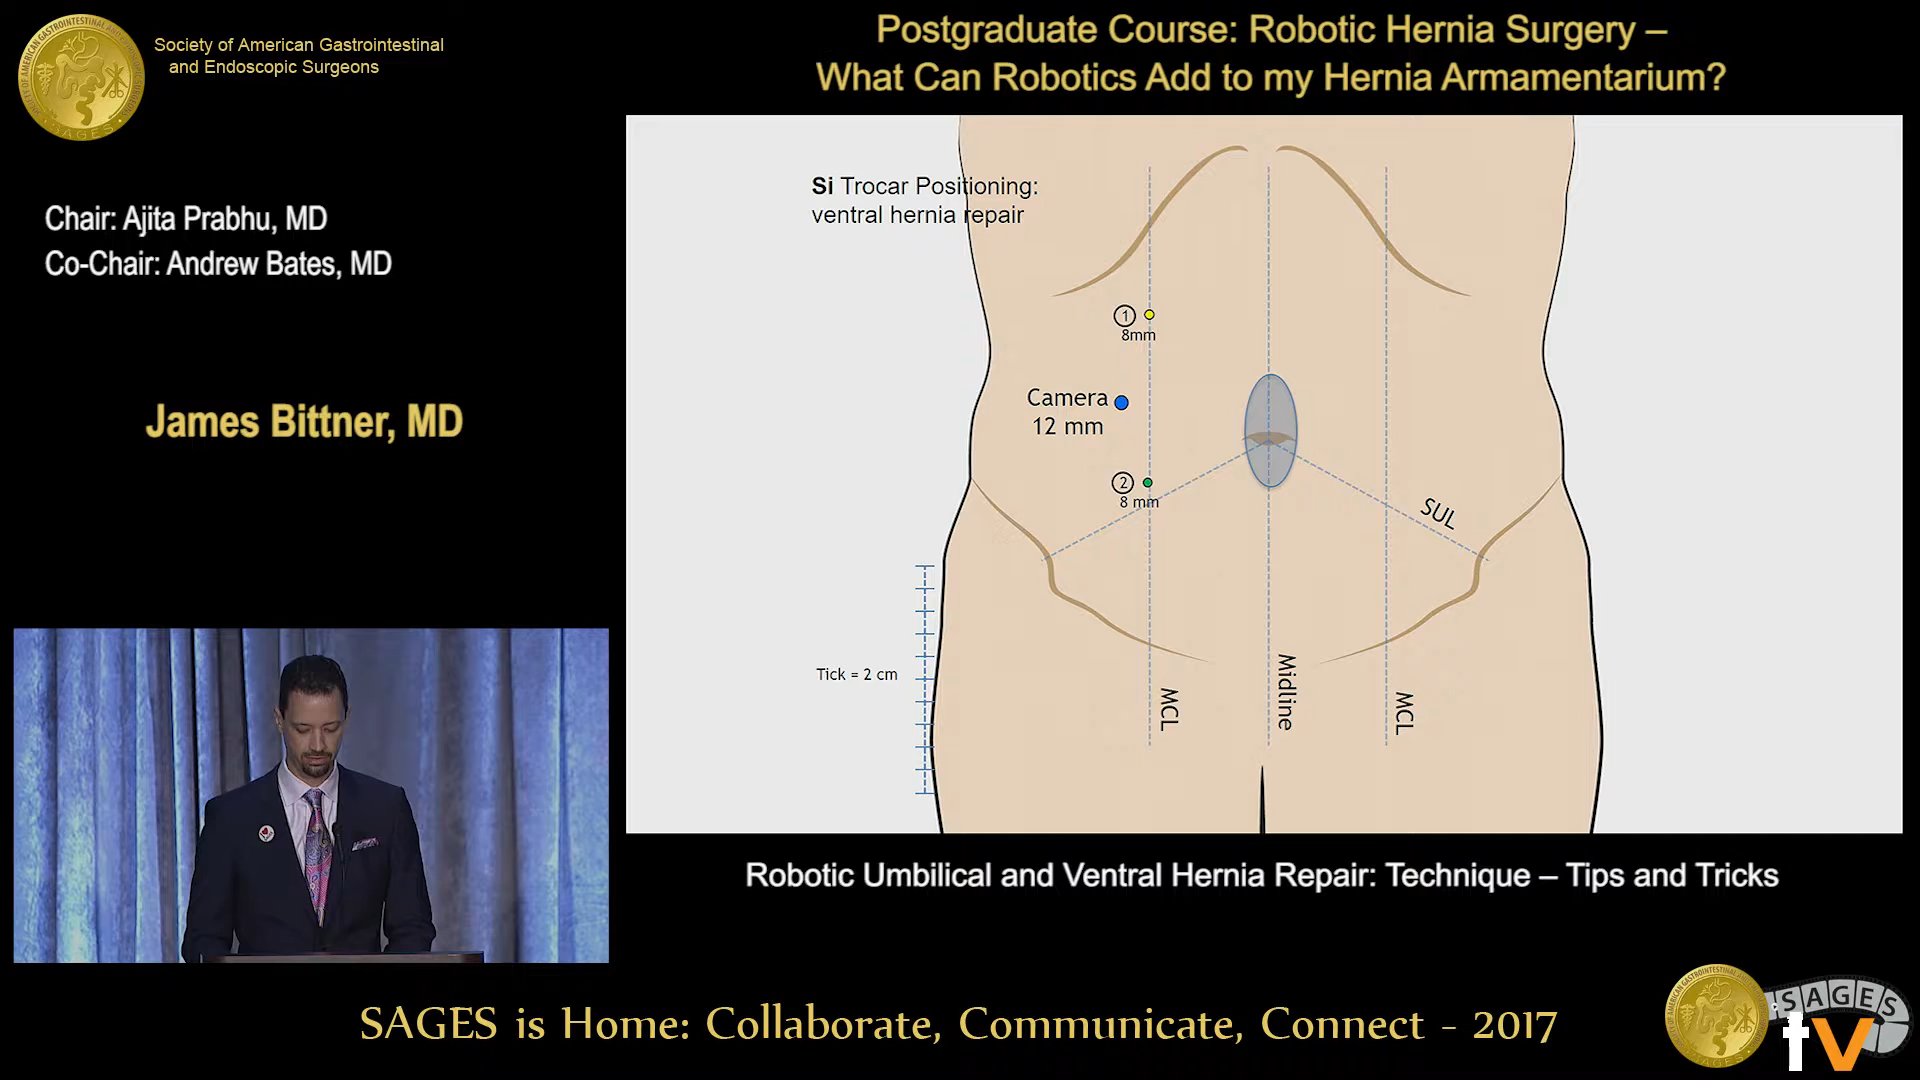 Society of American Gastrointestinal
and Endoscopic Surgeons
Postgraduate Course: Robotic Hernia Surgery –
What Can Robotics Add to my Hernia Armamentarium?
Chair: Ajita Prabhu, MD
Co-Chair: Andrew Bates, MD
James Bittner, MD
Si Trocar Positioning:
ventral hernia repair
1
8mm
Camera
12 mm
2
8 mm
SUL
Tick = 2 cm
MCL
Midline
MCL
Robotic Umbilical and Ventral Hernia Repair: Technique – Tips and Tricks
SAGES is Home: Collaborate, Communicate, Connect - 2017
SAGES
tv